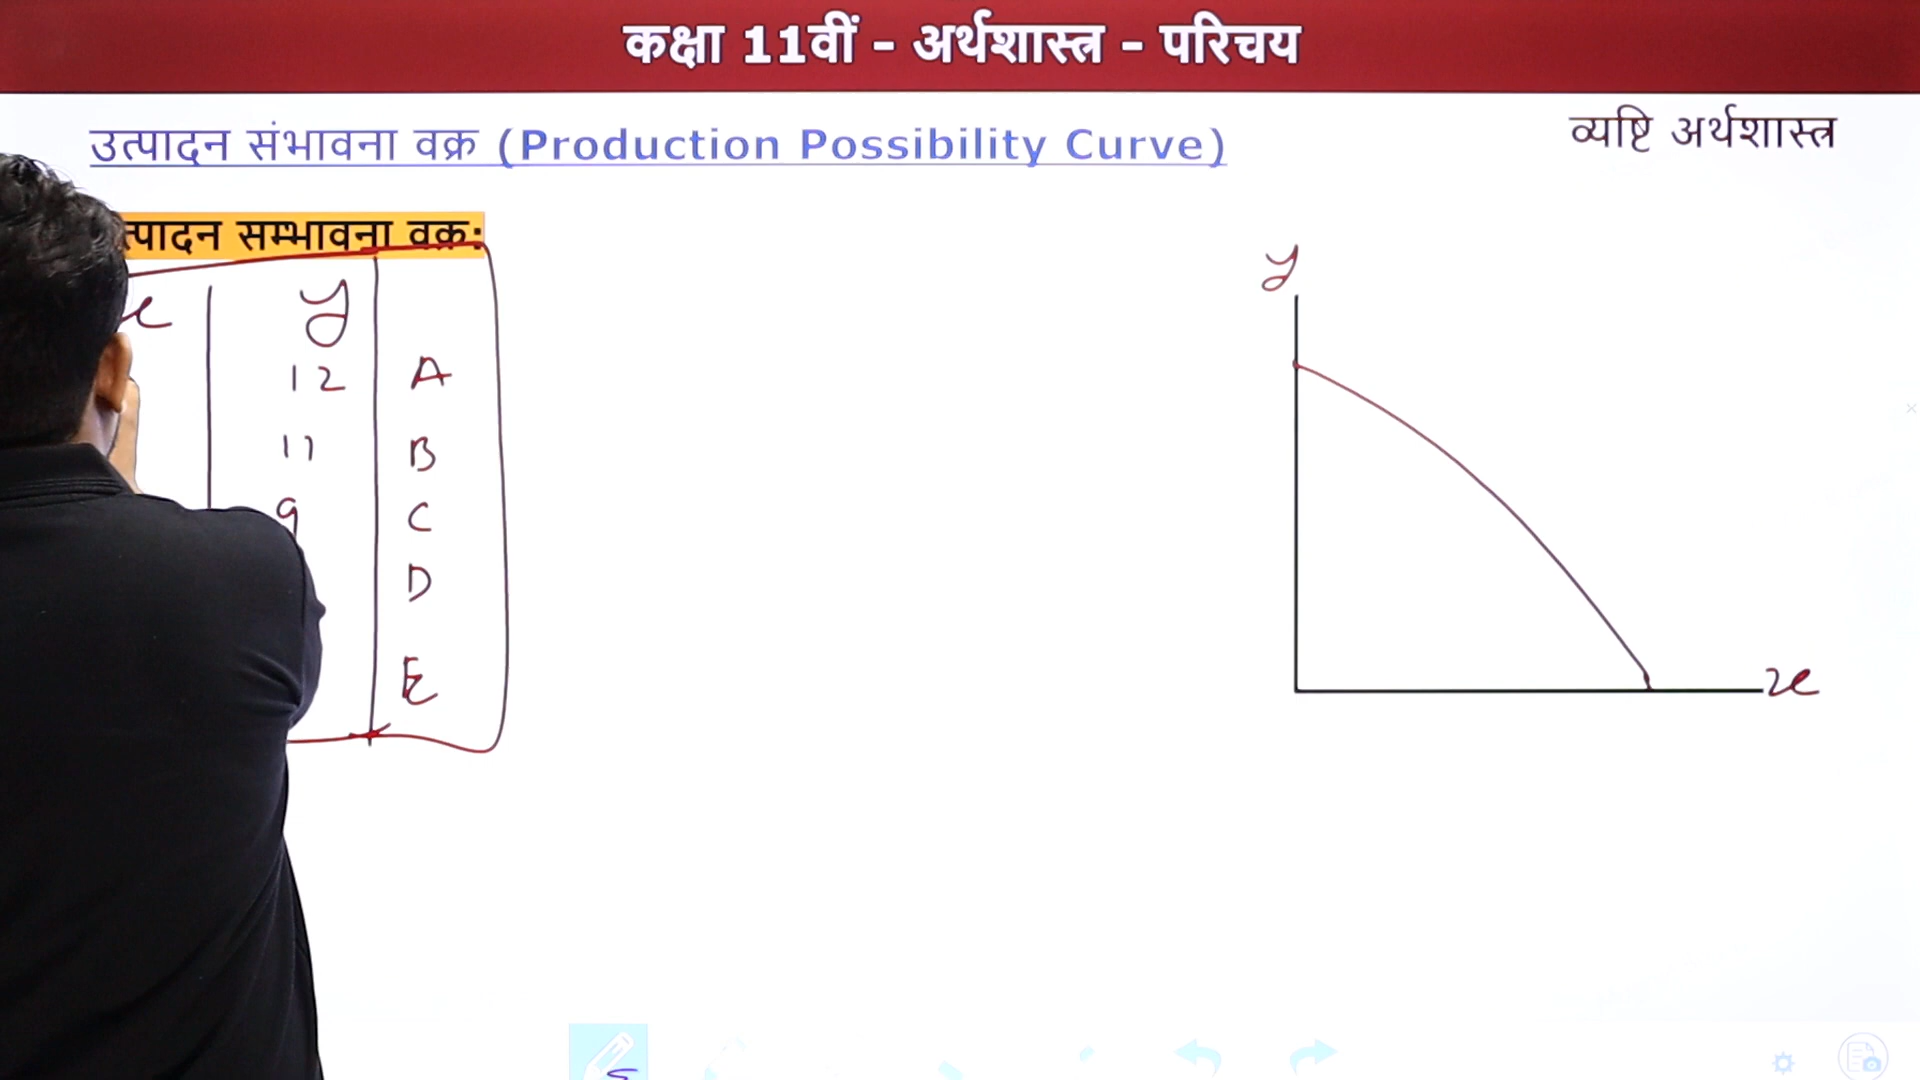 कक्षा 11वीं - अर्थशास्त्र - परिचय
उत्पादन संभावना वक्र (Production Possibility Curve)
व्यष्टि अर्थशास्त्र
त्पादन सम्भावना वक्र:
x y
12 A
11 B
9 C
D
E
y
x